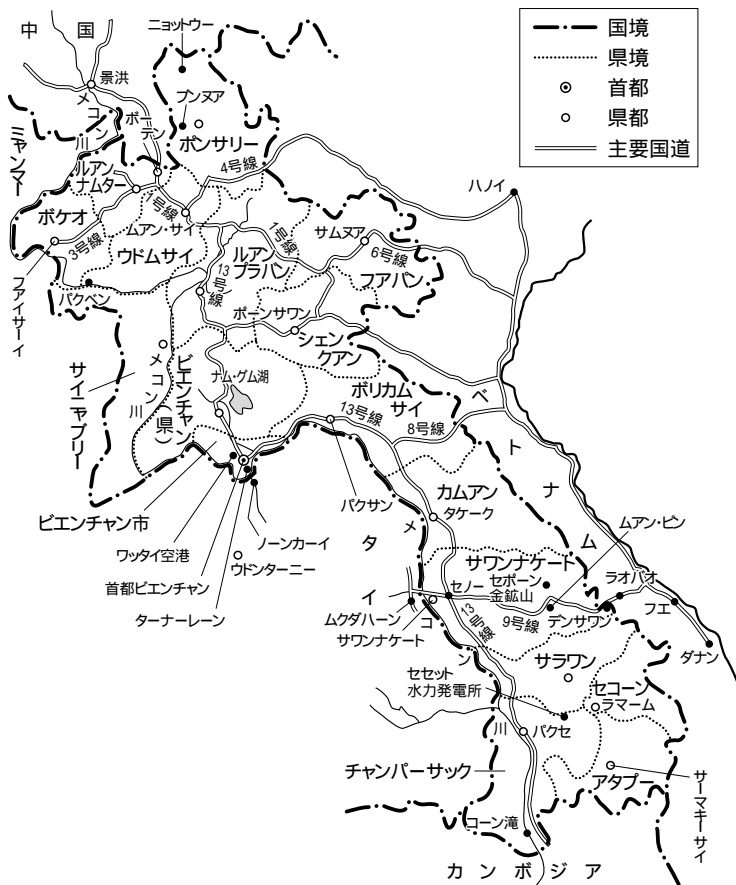 中国
ニョットウー
国境
県境
首都
県都
主要国道
景洪
メコン川
ボーテン
ブンヌア
ポンサリー
ミャンマー
ルアン
ナムター
4号線
ハノイ
ボケオ
1号線
ムアン・サイ
3号線
ウドムサイ
ルアン
プラバン
1号線
サムヌア
6号線
フアパン
13号線
ファイサーイ
パクベン
ポーンサワン
シェン
クアン
サイニャブリー
メコン川
ビエンチャン
(県)
ナム・グム湖
ボリカム
サイ
13号線
8号線
ベトナム
カムアン
ビエンチャン市
パクサン
タケーク
ムアン・ピン
ワッタイ空港
ノーンカーイ
ウドンターニー
首都ビエンチャン
ターナーレーン
タイ
メコン川
サワンナケート
セノー
セポーン
金鉱山
ラオバオ
ムクダハーン
サワンナケート
13号線
9号線
デンサワン
フエ
ダナン
サラワン
セセット
水力発電所
セコーン
ラマーム
パクセ
チャンパーサック
アタプー
サーマキーサイ
コーン滝
カンボジア